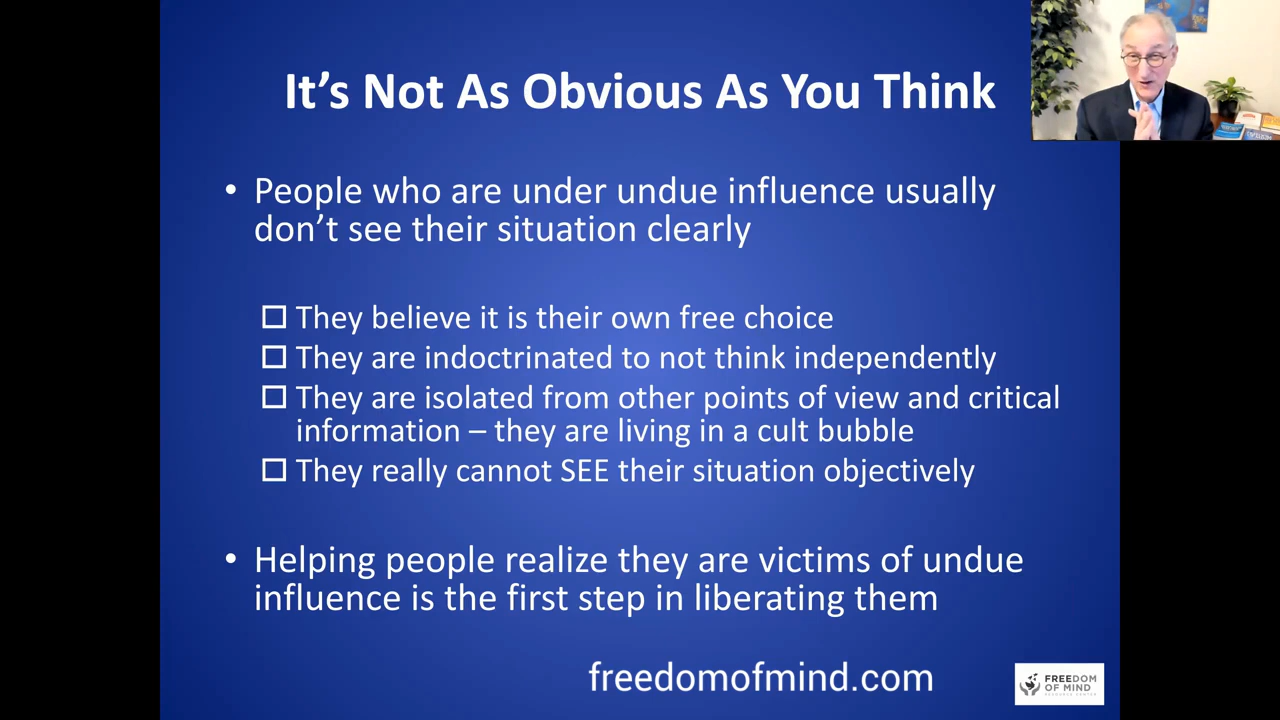 It's Not As Obvious As You Think
• People who are under undue influence usually
don't see their situation clearly
☐ They believe it is their own free choice
☐ They are indoctrinated to not think independently
☐ They are isolated from other points of view and critical
information – they are living in a cult bubble
☐ They really cannot SEE their situation objectively
• Helping people realize they are victims of undue
influence is the first step in liberating them
freedomofmind.com
FREEDOM
OF MIND
RESOURCE CENTER